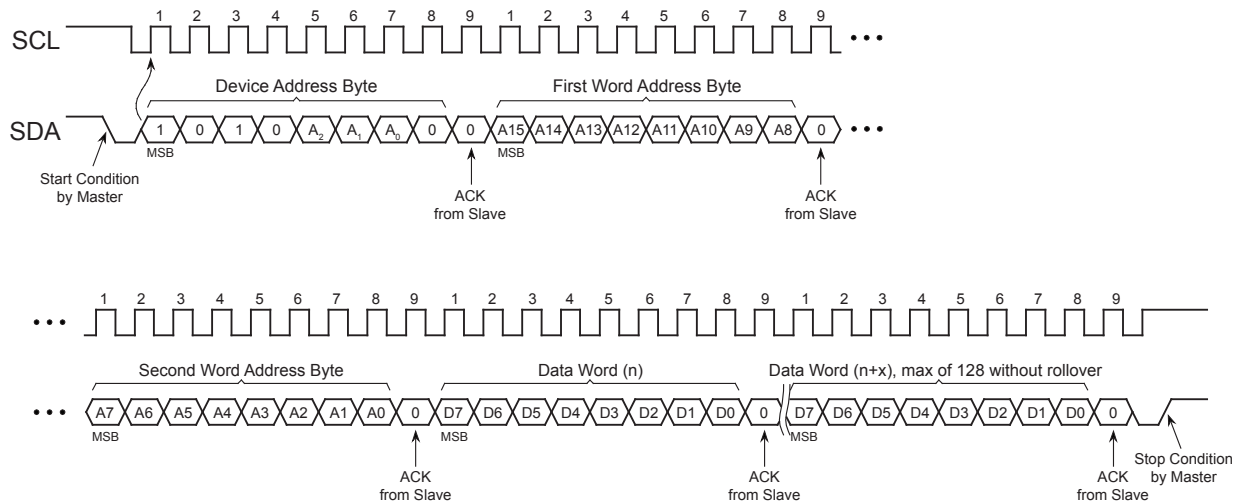 1 2 3 4 5 6 7 8 9 1 2 3 4 5 6 7 8 9
SCL
Device Address Byte First Word Address Byte
SDA 1 0 1 0 A2 A1 A0 0 0 A15 A14 A13 A12 A11 A10 A9 A8 0
MSB MSB
Start Condition
by Master
ACK
from Slave
ACK
from Slave
1 2 3 4 5 6 7 8 9 1 2 3 4 5 6 7 8 9 1 2 3 4 5 6 7 8 9
Second Word Address Byte Data Word (n) Data Word (n+x), max of 128 without rollover
A7 A6 A5 A4 A3 A2 A1 A0 0 D7 D6 D5 D4 D3 D2 D1 D0 0 D7 D6 D5 D4 D3 D2 D1 D0 0
MSB MSB MSB
ACK
from Slave
ACK
from Slave
ACK
from Slave
Stop Condition
by Master